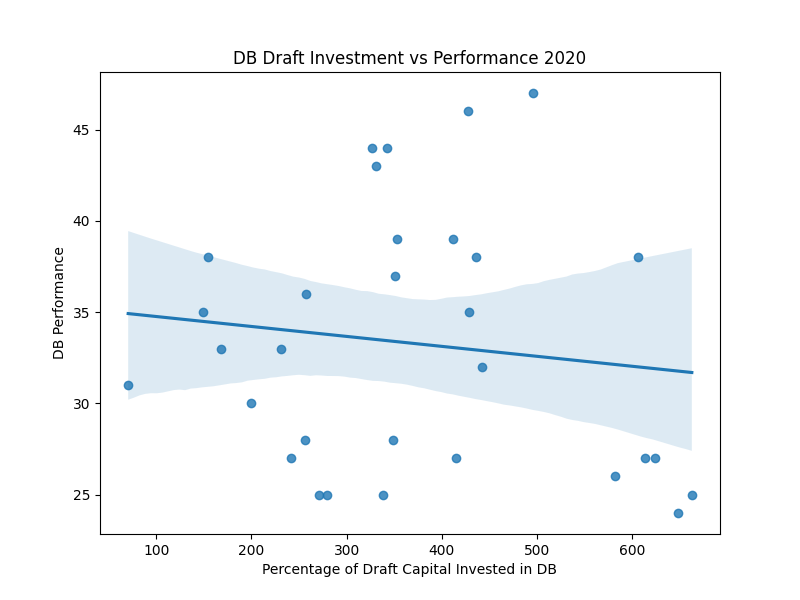 DB Draft Investment vs Performance 2020
45
40
35
30
25
DB Performance
100 200 300 400 500 600
Percentage of Draft Capital Invested in DB